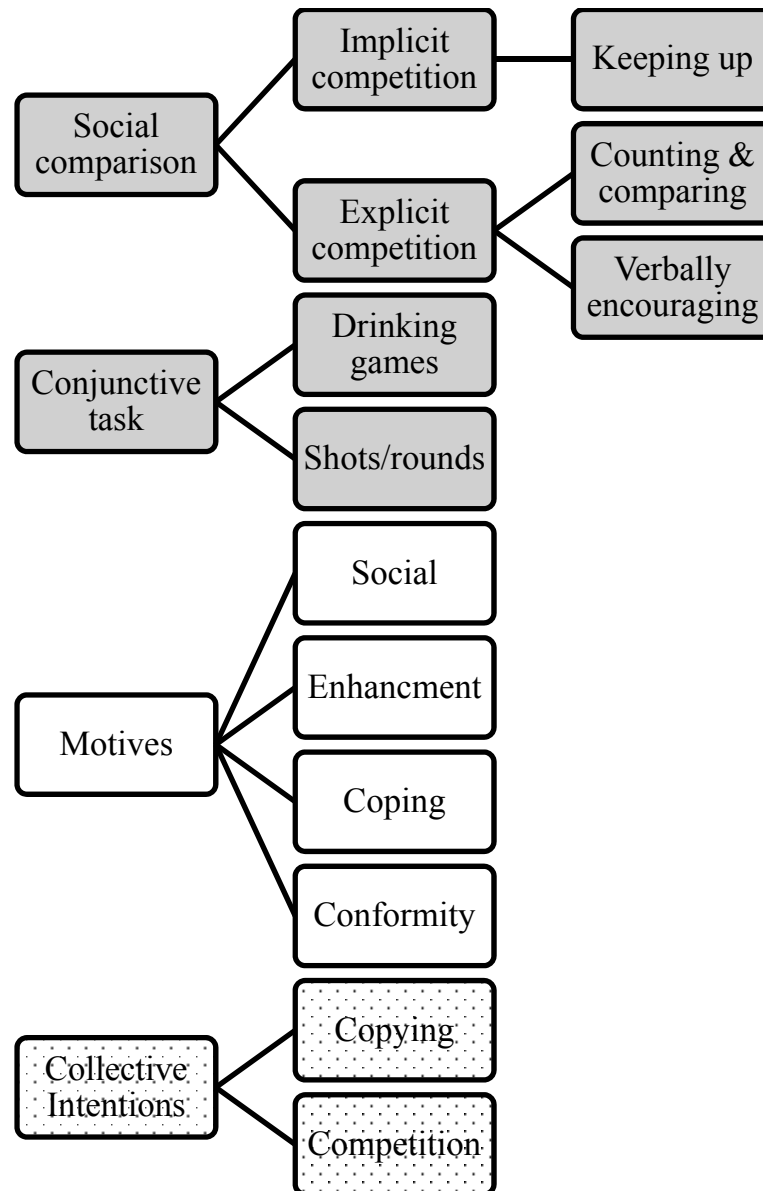 Implicit
competition
Keeping up
Social
comparison
Counting &
comparing
Explicit
competition
Verbally
encouraging
Drinking
games
Conjunctive
task
Shots/rounds
Social
Enhancment
Motives
Coping
Conformity
Copying
Collective
Intentions
Competition